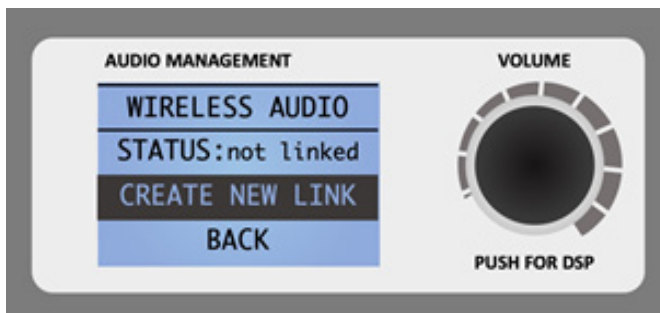 AUDIO MANAGEMENT
WIRELESS AUDIO
STATUS:not linked
CREATE NEW LINK
BACK
VOLUME
PUSH FOR DSP